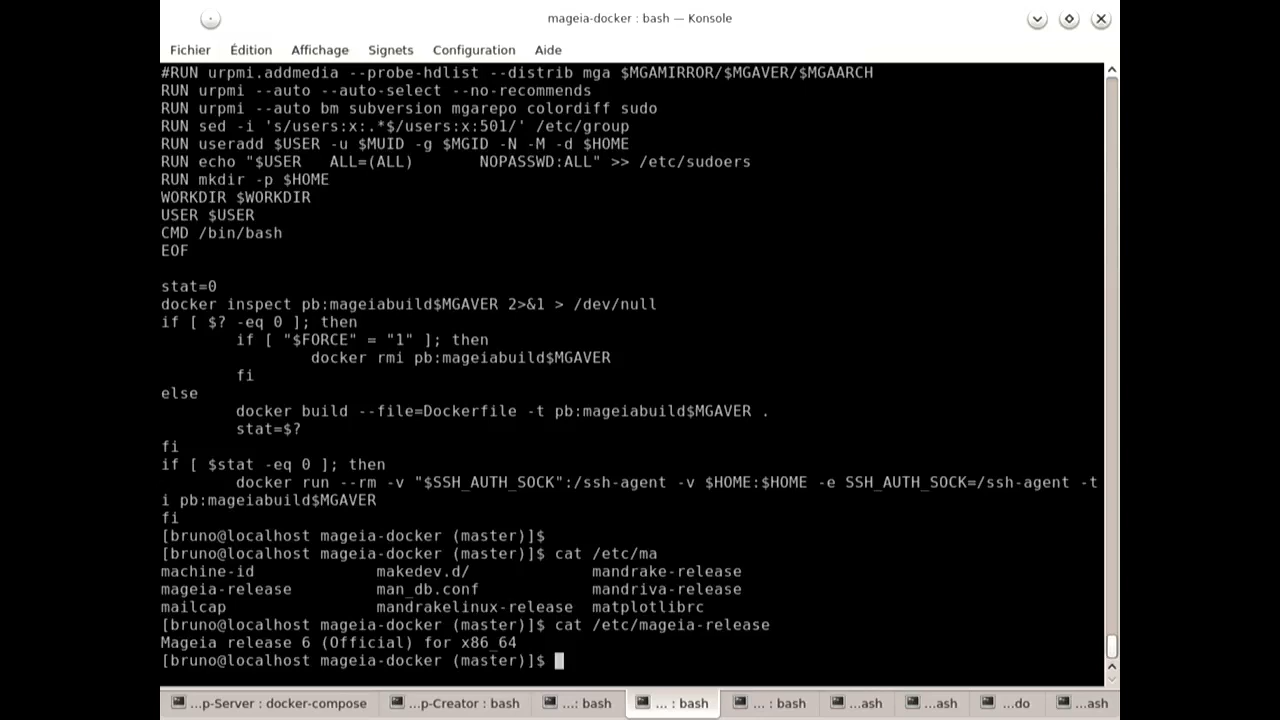 mageia-docker : bash — Konsole
Fichier Édition Affichage Signets Configuration Aide
#RUN urpmi.addmedia --probe-hdlist --distrib mga $MGAMIRROR/$MGAVER/$MGAARCH
RUN urpmi --auto --auto-select --no-recommends
RUN urpmi --auto bm subversion mgarepo colordiff sudo
RUN sed -i 's/users:x:.*$/users:x:501/' /etc/group
RUN useradd $USER -u $MUID -g $MGID -N -M -d $HOME
RUN echo "$USER   ALL=(ALL)       NOPASSWD:ALL" >> /etc/sudoers
RUN mkdir -p $HOME
WORKDIR $WORKDIR
USER $USER
CMD /bin/bash
EOF
stat=0
docker inspect pb:mageiabuild$MGAVER 2>&1 > /dev/null
if [ $? -eq 0 ]; then
        if [ "$FORCE" = "1" ]; then
                docker rmi pb:mageiabuild$MGAVER
        fi
else
        docker build --file=Dockerfile -t pb:mageiabuild$MGAVER .
        stat=$?
fi
if [ $stat -eq 0 ]; then
        docker run --rm -v "$SSH_AUTH_SOCK":/ssh-agent -v $HOME:$HOME -e SSH_AUTH_SOCK=/ssh-agent -t
i pb:mageiabuild$MGAVER
fi
[bruno@localhost mageia-docker (master)]$
[bruno@localhost mageia-docker (master)]$ cat /etc/ma
machine-id             makedev.d/             mandrake-release
mageia-release         man_db.conf            mandriva-release
mailcap                mandrakelinux-release  matplotlibrc
[bruno@localhost mageia-docker (master)]$ cat /etc/mageia-release
Mageia release 6 (Official) for x86_64
[bruno@localhost mageia-docker (master)]$
...p-Server : docker-compose ...p-Creator : bash ...: bash ... : bash ... : bash ...ash ...ash ...do ...ash